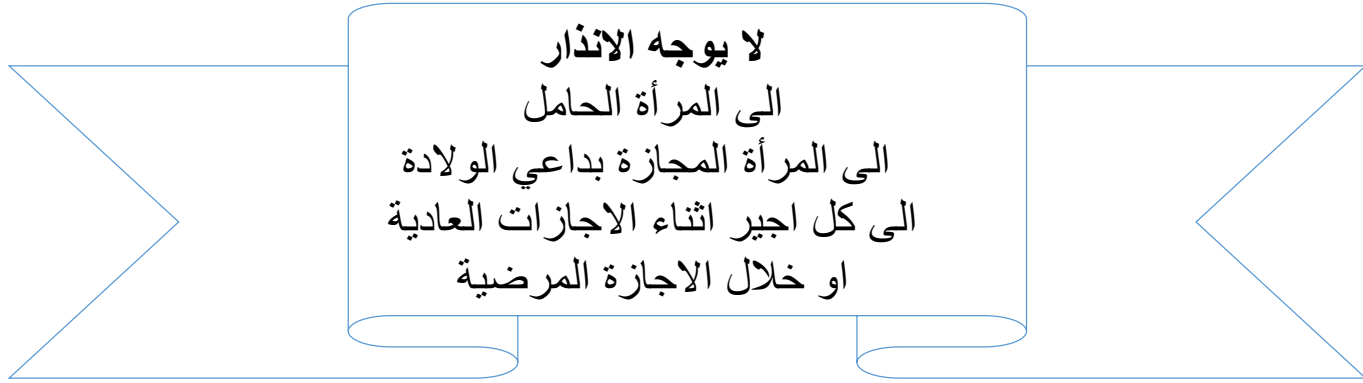 لا يوجه الانذار
الى المرأة الحامل
الى المرأة المجازة بداعي الولادة
الى كل اجير اثناء الاجازات العادية
او خلال الاجازة المرضية